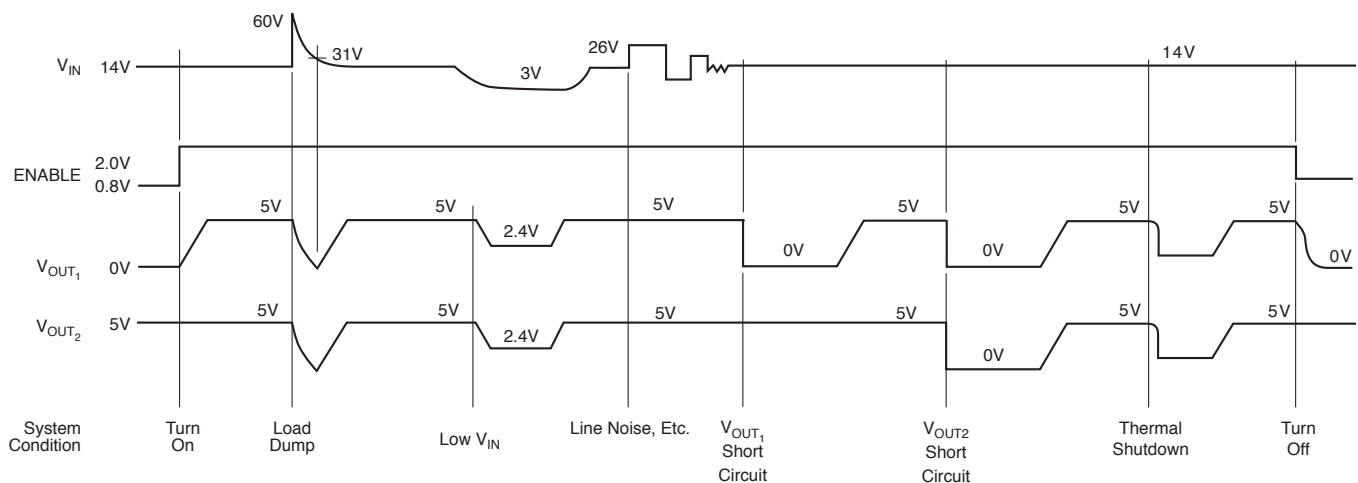 60V
31V
V_IN 14V 3V 26V 14V
ENABLE 2.0V
0.8V
5V 5V 5V 5V 5V 5V
2.4V
V_OUT1 0V 0V 0V 0V
5V 5V 5V 5V 5V 5V
V_OUT2 5V 2.4V 0V
System Condition
Turn On
Load Dump
Low V_IN
Line Noise, Etc.
V_OUT1 Short Circuit
V_OUT2 Short Circuit
Thermal Shutdown
Turn Off